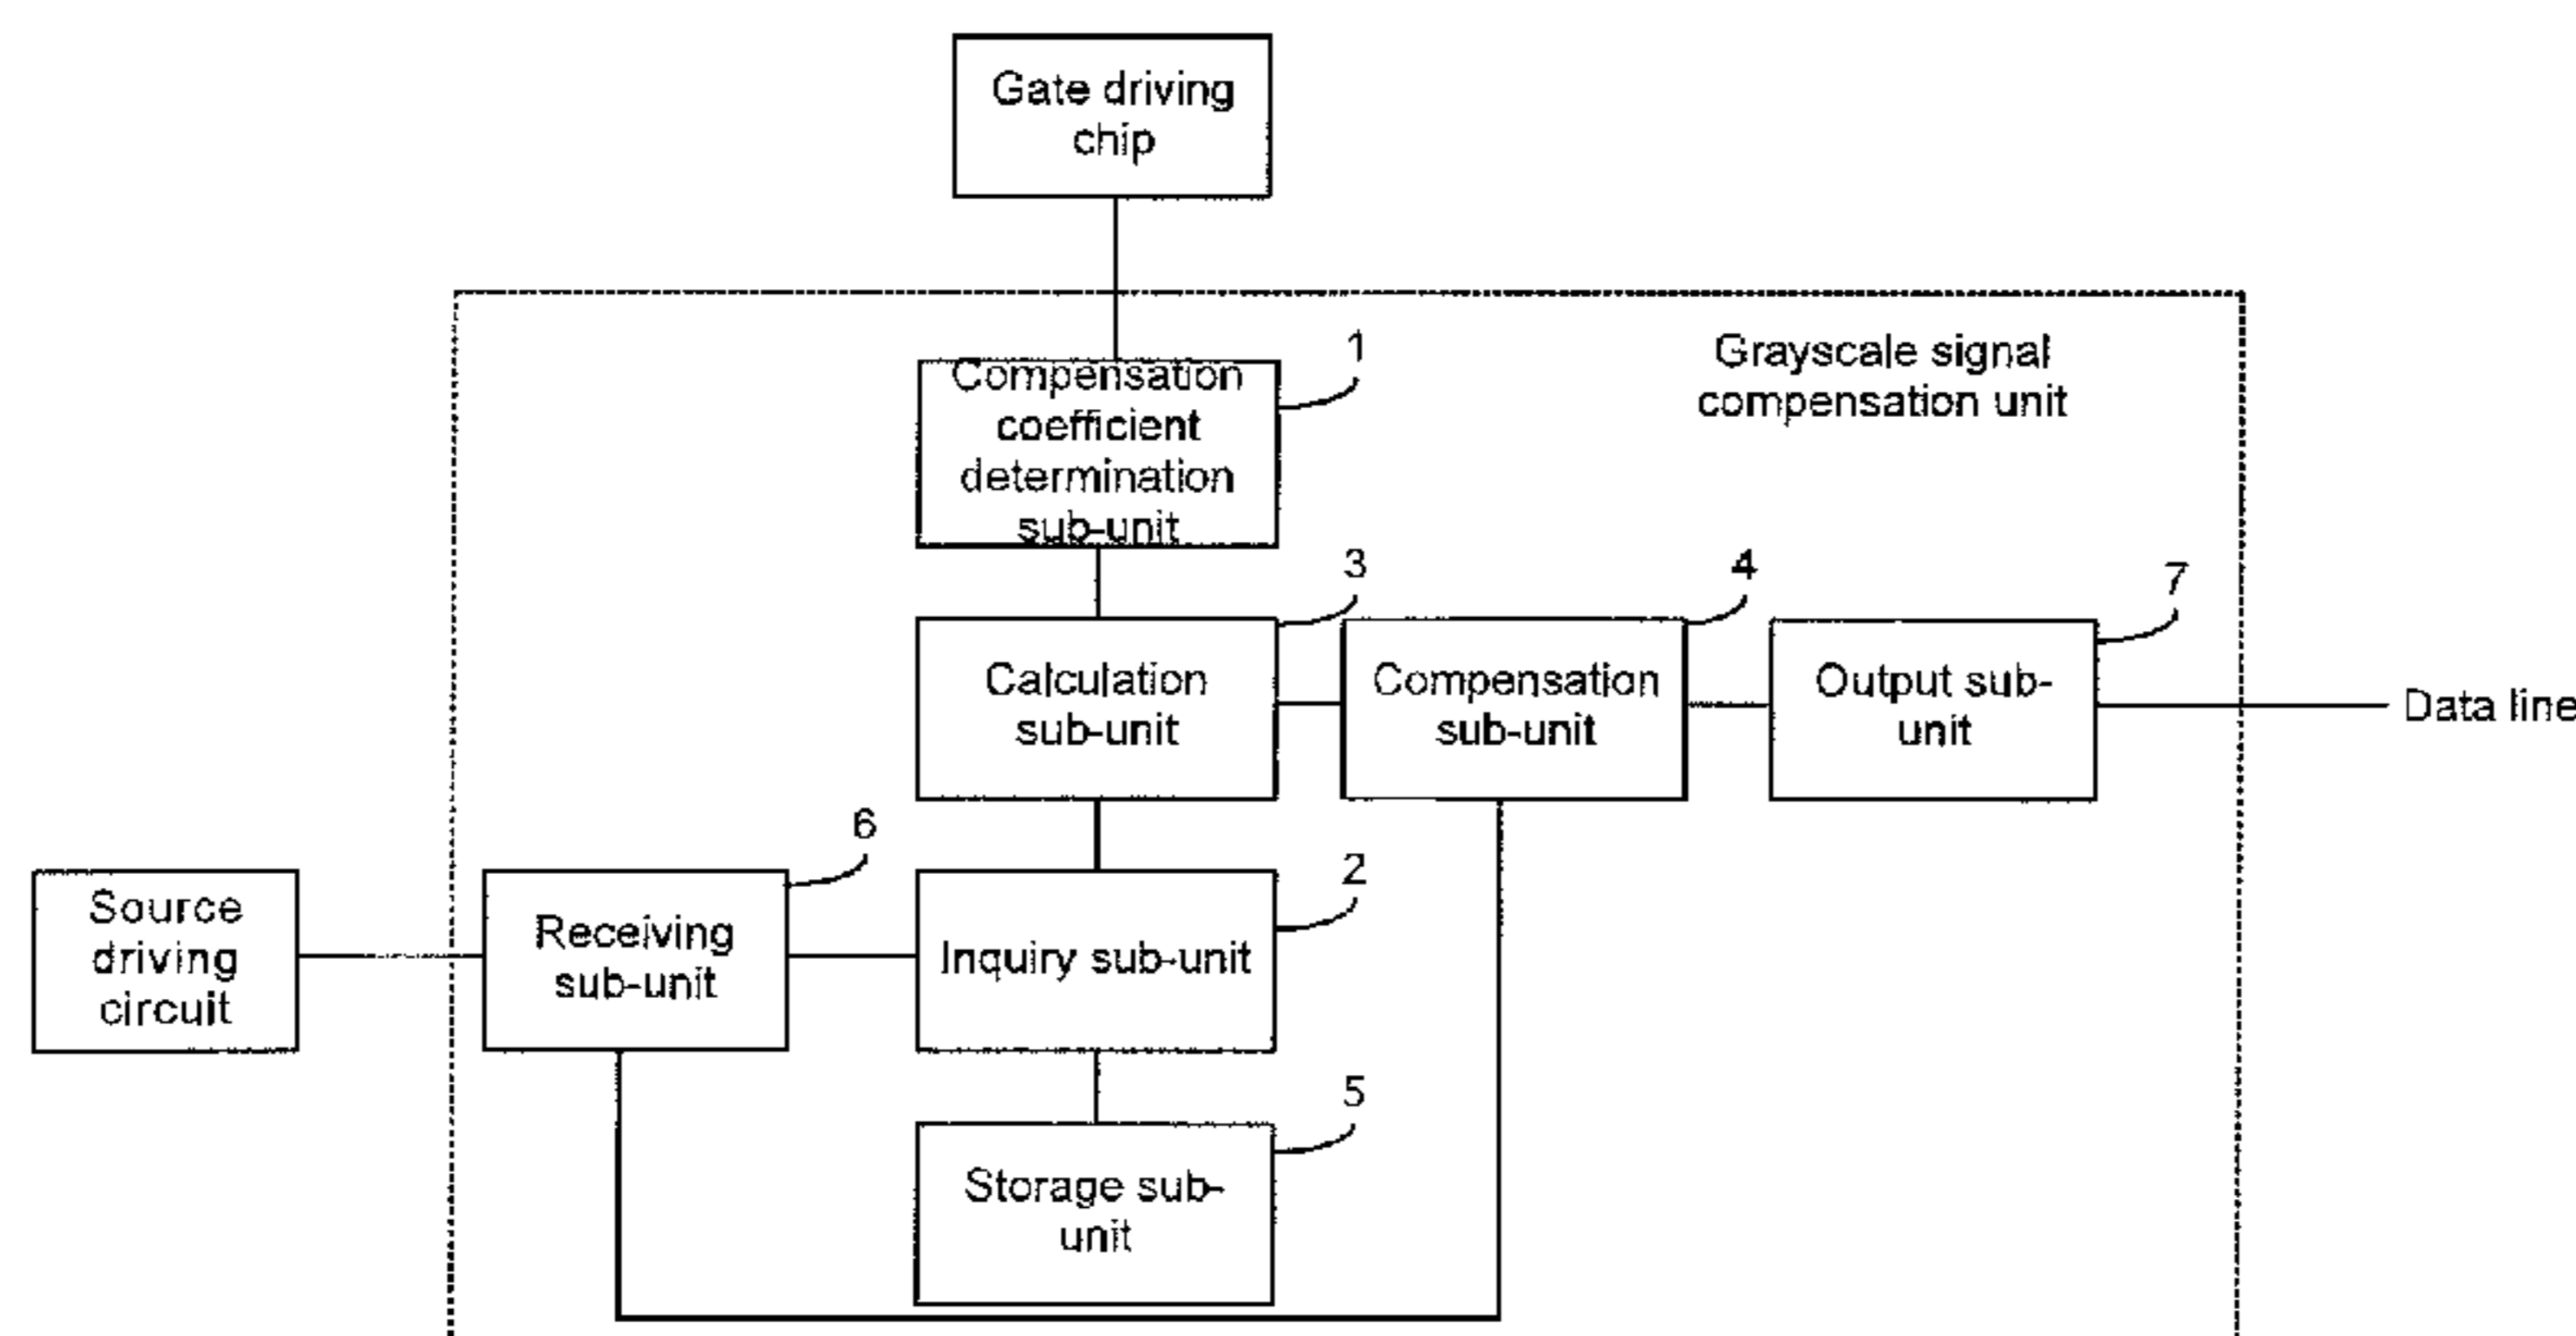 Gate driving
chip
1
Compensation
coefficient
determination
sub-unit
Grayscale signal
compensation unit
3
4
7
Calculation
sub-unit
Compensation
sub-unit
Output sub-
unit
Data line
6
2
Source
driving
circuit
Receiving
sub-unit
Inquiry sub-unit
5
Storage sub-
unit